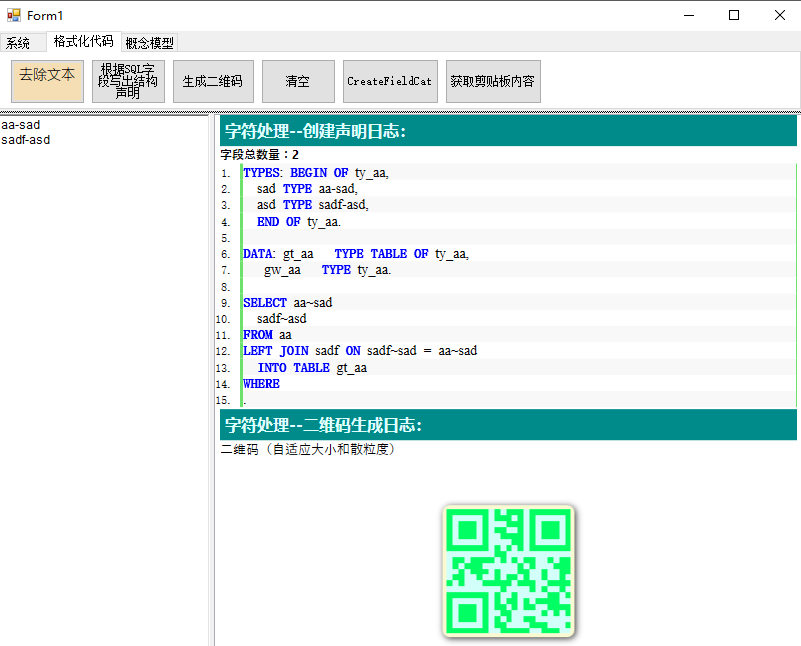 Form1
系统 格式化代码 概念模型
去除文本 根据SQL字段写出结构声明 生成二维码 清空 CreateFieldCat 获取剪贴板内容
aa-sad
sadf-asd
字符处理--创建声明日志:
字段总数量：2
1. TYPES: BEGIN OF ty_aa,
2. sad TYPE aa-sad,
3. asd TYPE sadf-asd,
4. END OF ty_aa.
5.
6. DATA: gt_aa TYPE TABLE OF ty_aa,
7. gw_aa TYPE ty_aa.
8.
9. SELECT aa~sad
10. sadf~asd
11. FROM aa
12. LEFT JOIN sadf ON sadf~sad = aa~sad
13. INTO TABLE gt_aa
14. WHERE
15. .
字符处理--二维码生成日志:
二维码（自适应大小和散粒度）